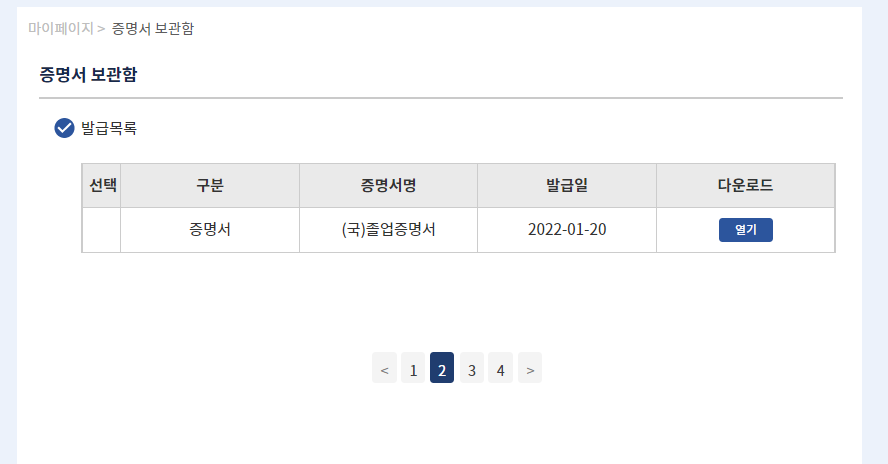 마이페이지 > 증명서 보관함
증명서 보관함
발급목록
선택 구분 증명서명 발급일 다운로드
증명서 (국)졸업증명서 2022-01-20 열기
< 1 2 3 4 >